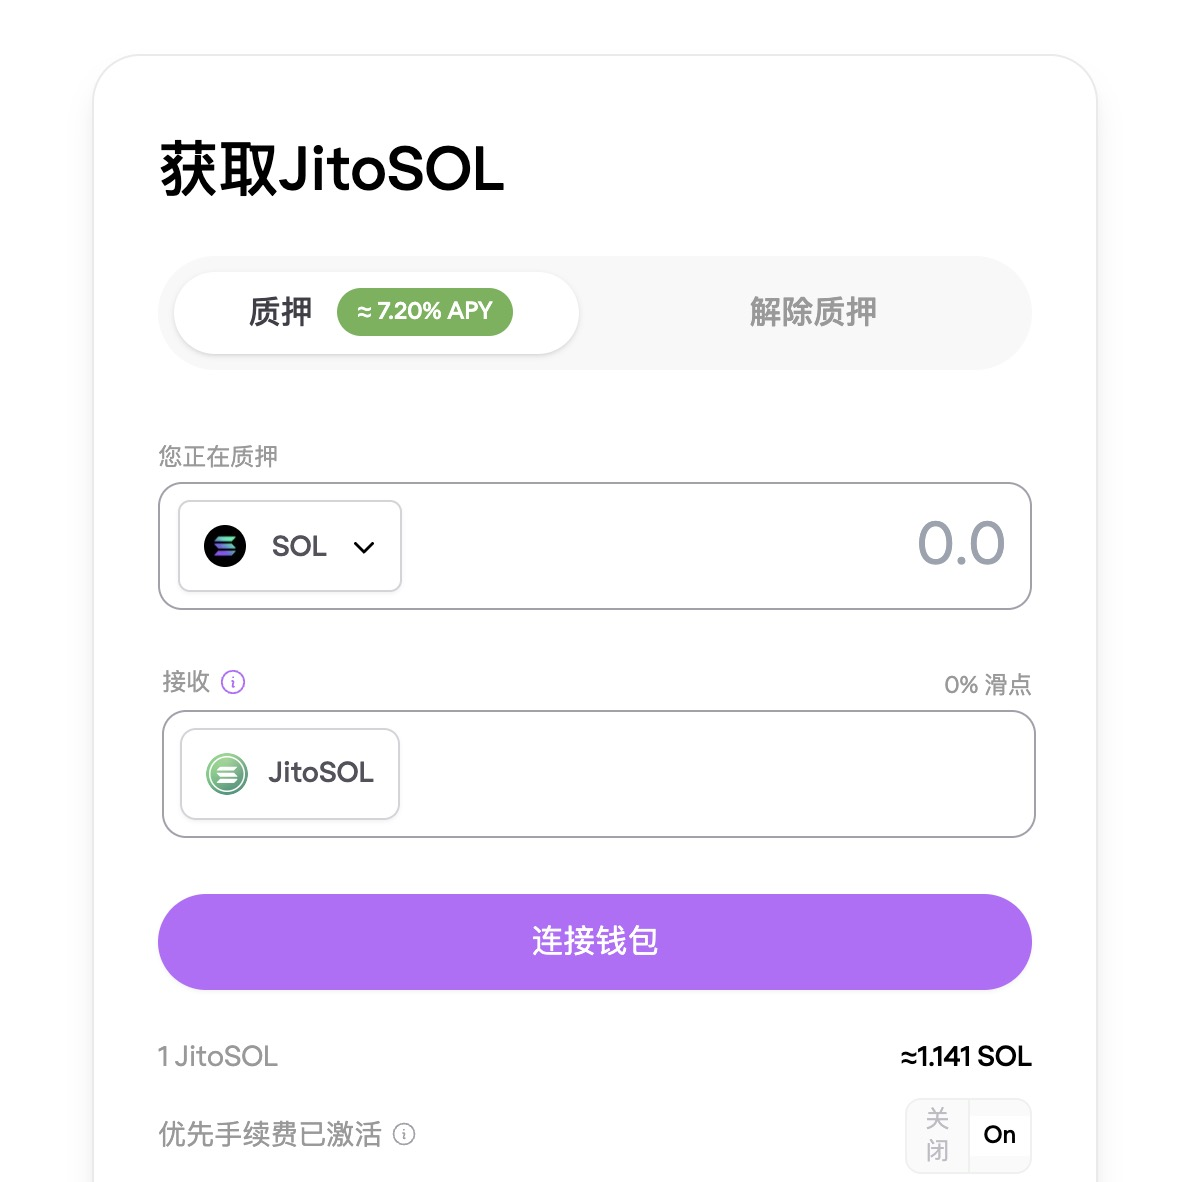 获取JitoSOL
质押 ≈ 7.20% APY 解除质押
您正在质押
SOL 0.0
接收 0% 滑点
JitoSOL
连接钱包
1 JitoSOL ≈1.141 SOL
优先手续费已激活 关闭 On